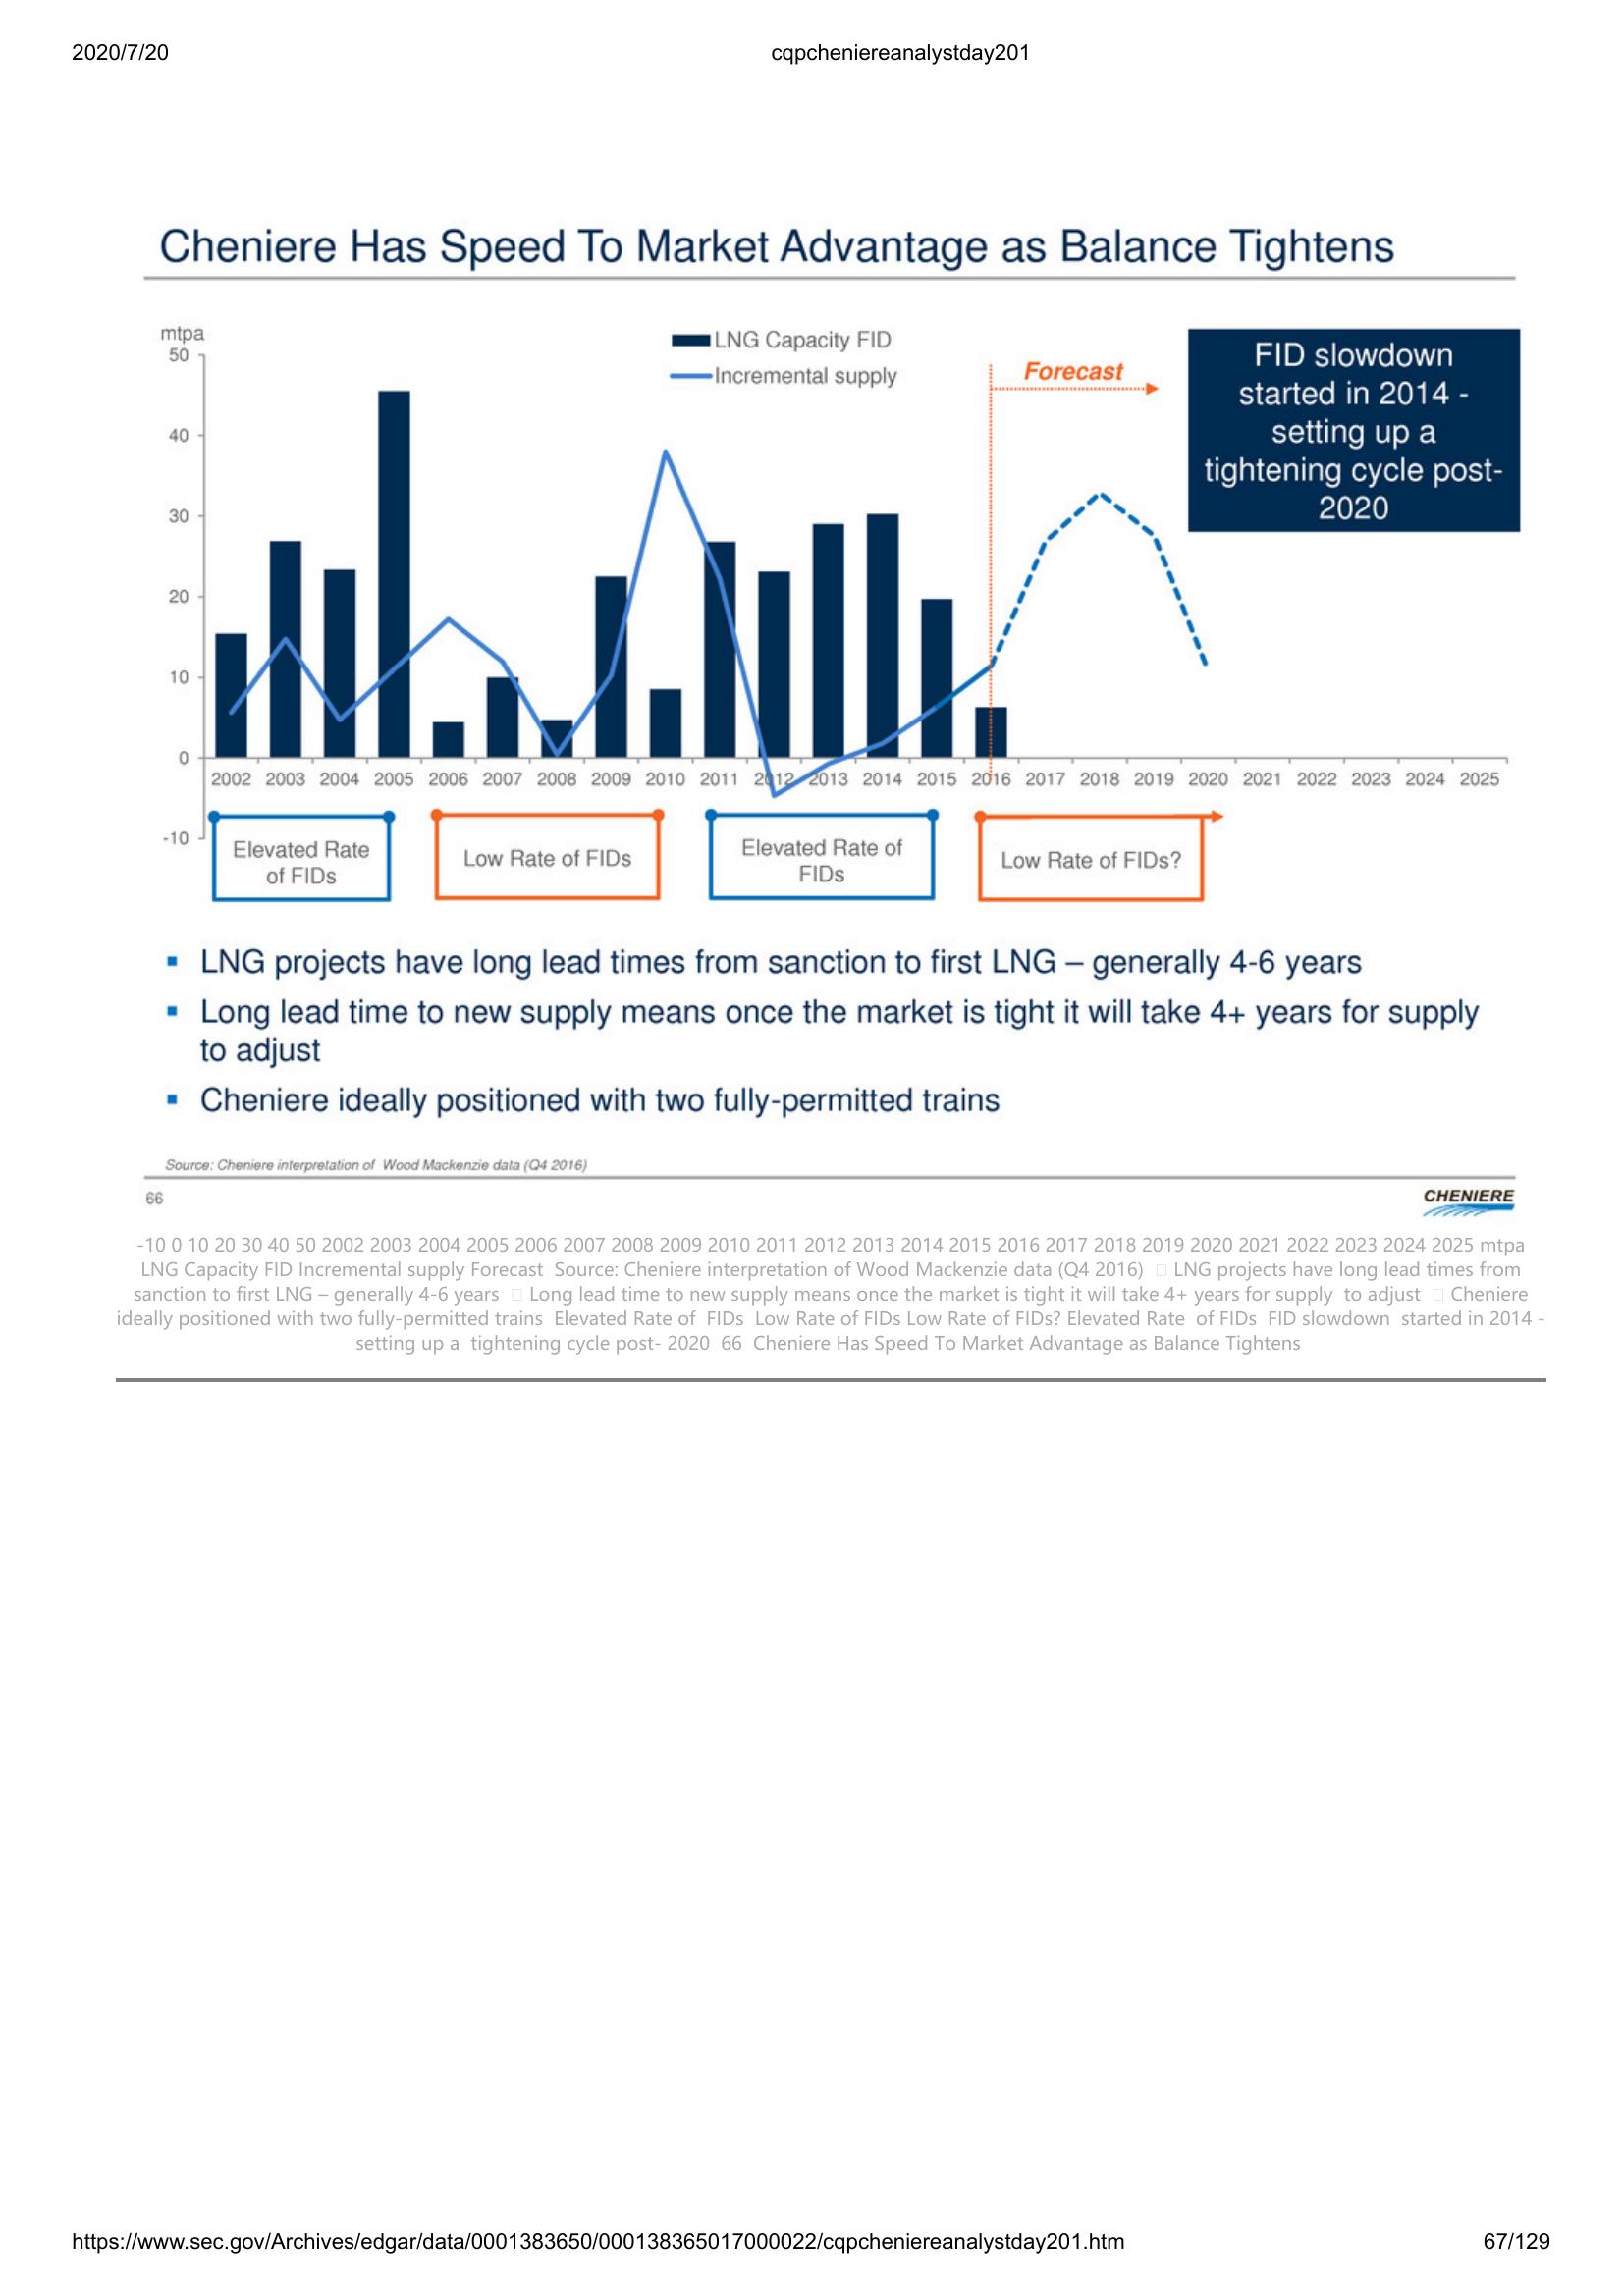 2020/7/20
cqpcheniereanalystday201
Cheniere Has Speed To Market Advantage as Balance Tightens
mtpa
LNG Capacity FID
Incremental supply
Forecast
FID slowdown
started in 2014 -
setting up a
tightening cycle post-
2020
50
40
30
20
10
0
-10
2002 2003 2004 2005 2006 2007 2008 2009 2010 2011 2012 2013 2014 2015 2016 2017 2018 2019 2020 2021 2022 2023 2024 2025
Elevated Rate
of FIDs
Low Rate of FIDs
Elevated Rate of
FIDs
Low Rate of FIDs?
▪ LNG projects have long lead times from sanction to first LNG – generally 4-6 years
▪ Long lead time to new supply means once the market is tight it will take 4+ years for supply
to adjust
▪ Cheniere ideally positioned with two fully-permitted trains
Source: Cheniere interpretation of Wood Mackenzie data (Q4 2016)
66
CHENIERE
-10 0 10 20 30 40 50 2002 2003 2004 2005 2006 2007 2008 2009 2010 2011 2012 2013 2014 2015 2016 2017 2018 2019 2020 2021 2022 2023 2024 2025 mtpa
LNG Capacity FID Incremental supply Forecast Source: Cheniere interpretation of Wood Mackenzie data (Q4 2016) □ LNG projects have long lead times from
sanction to first LNG – generally 4-6 years □ Long lead time to new supply means once the market is tight it will take 4+ years for supply to adjust □ Cheniere
ideally positioned with two fully-permitted trains Elevated Rate of FIDs Low Rate of FIDs Low Rate of FIDs? Elevated Rate of FIDs FID slowdown started in 2014 -
setting up a tightening cycle post- 2020 66 Cheniere Has Speed To Market Advantage as Balance Tightens
https://www.sec.gov/Archives/edgar/data/0001383650/000138365017000022/cqpcheniereanalystday201.htm
67/129